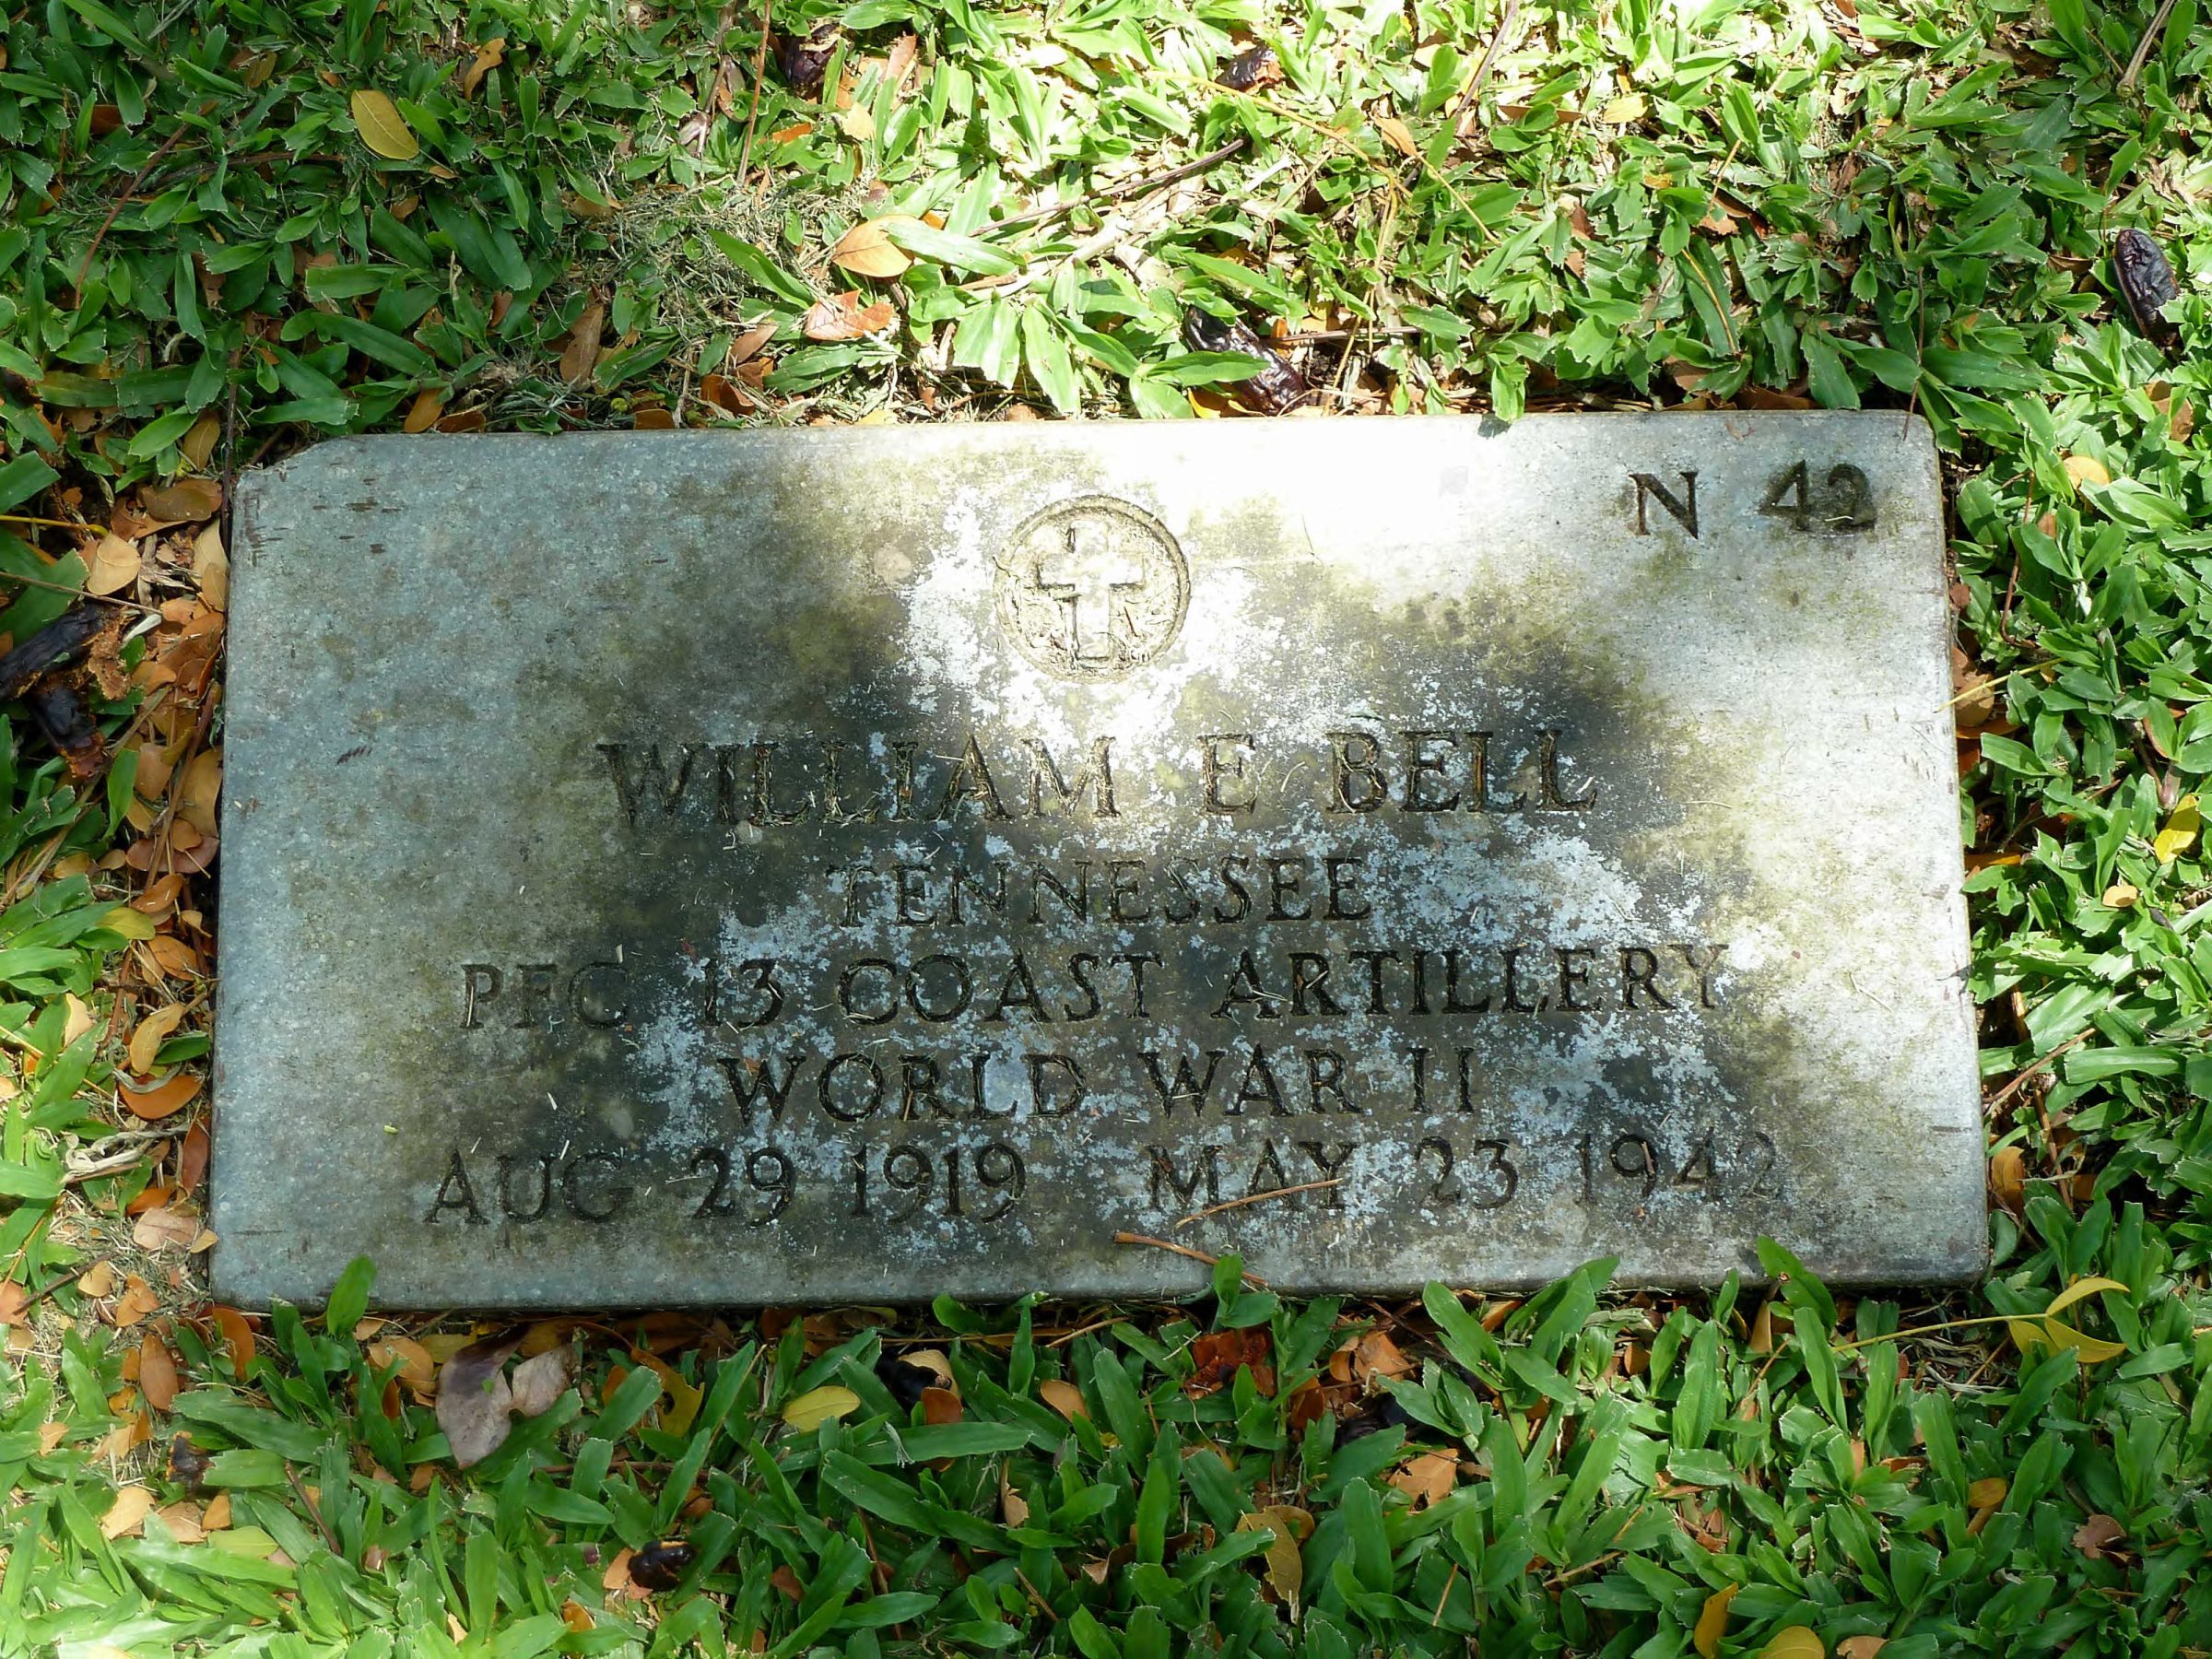 N 42
WILLIAM E BELL
TENNESSEE
PFC 13 COAST ARTILLERY
WORLD WAR II
AUG 29 1919 MAY 23 1942